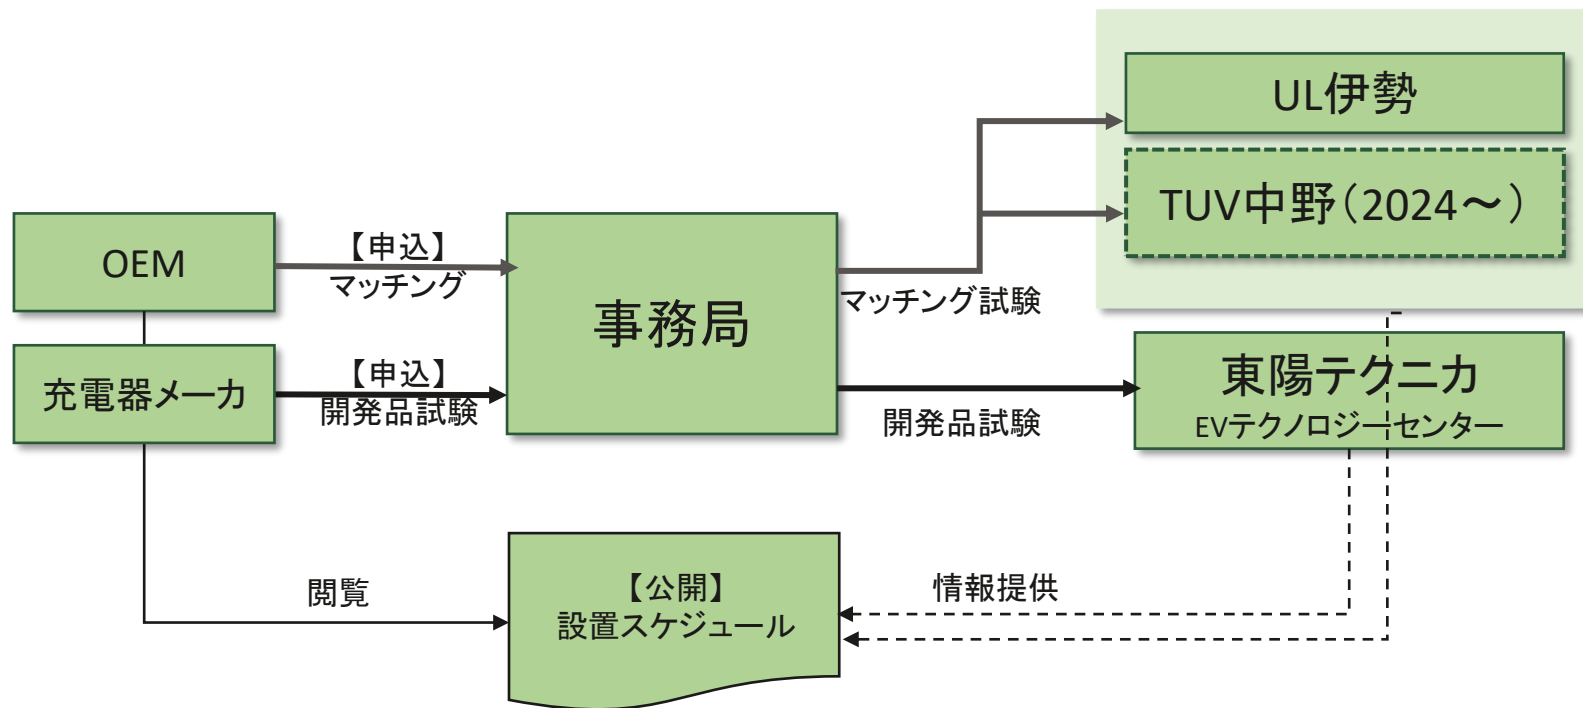 UL伊勢
TUV中野（2024～）
OEM
【申込】
マッチング
事務局
マッチング試験
充電器メーカ
【申込】
開発品試験
開発品試験
東陽テクニカ
EVテクノロジーセンター
閲覧
【公開】
設置スケジュール
情報提供